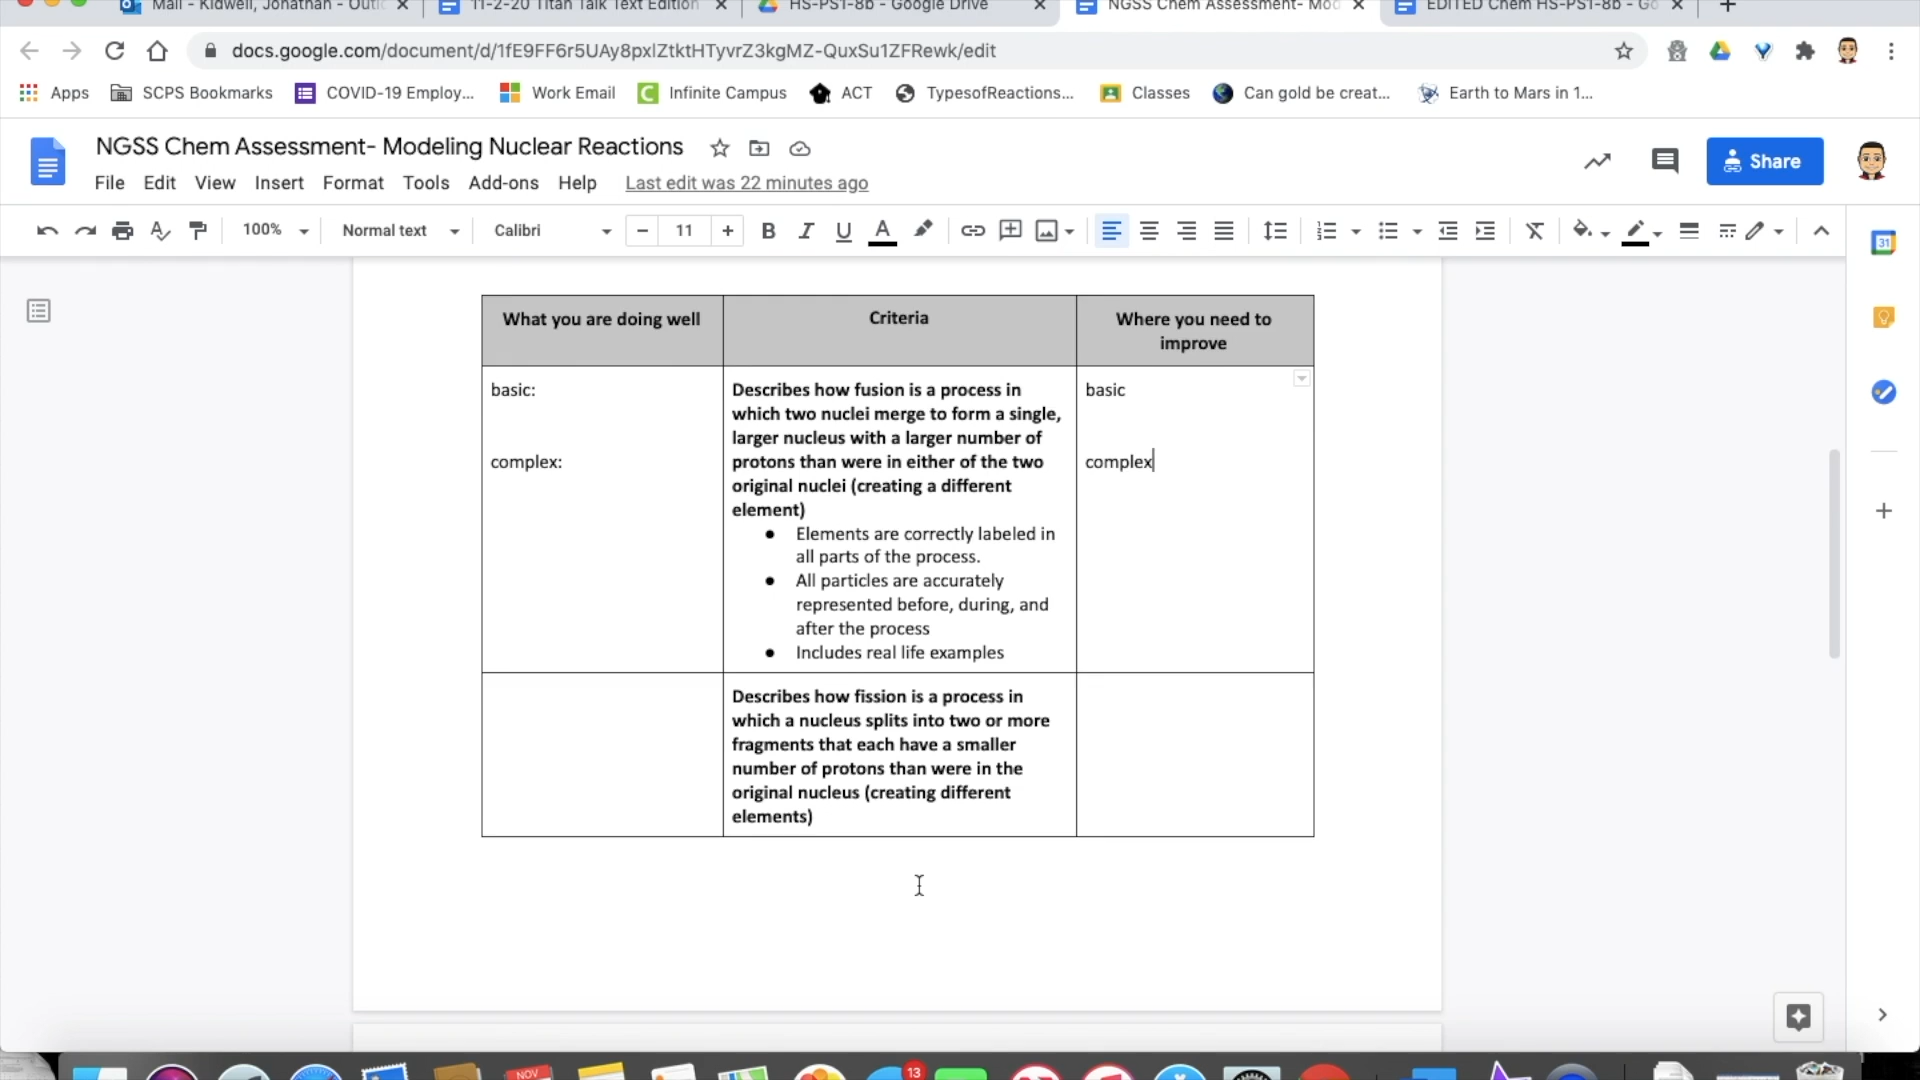 Mail - Kidwell, Jonathan - Outl
11-2-20 Titan Talk Text Edition
HS-PS1-8b - Google Drive
NGSS Chem Assessment- Mod
EDITED Chem HS-PS1-8b - Go
docs.google.com/document/d/1fE9FF6r5UAy8pxlZtktHTyvrZ3kgMZ-QuxSu1ZFRewk/edit
Apps
SCPS Bookmarks
COVID-19 Employ...
Work Email
Infinite Campus
ACT
TypesofReactions...
Classes
Can gold be creat...
Earth to Mars in 1...
NGSS Chem Assessment- Modeling Nuclear Reactions
Share
File Edit View Insert Format Tools Add-ons Help Last edit was 22 minutes ago
100% Normal text Calibri 11
31
What you are doing well
Criteria
Where you need to
improve
basic:
complex:
Describes how fusion is a process in
which two nuclei merge to form a single,
larger nucleus with a larger number of
protons than were in either of the two
original nuclei (creating a different
element)
● Elements are correctly labeled in
all parts of the process.
● All particles are accurately
represented before, during, and
after the process
● Includes real life examples
basic
complex
Describes how fission is a process in
which a nucleus splits into two or more
fragments that each have a smaller
number of protons than were in the
original nucleus (creating different
elements)
NOV
13